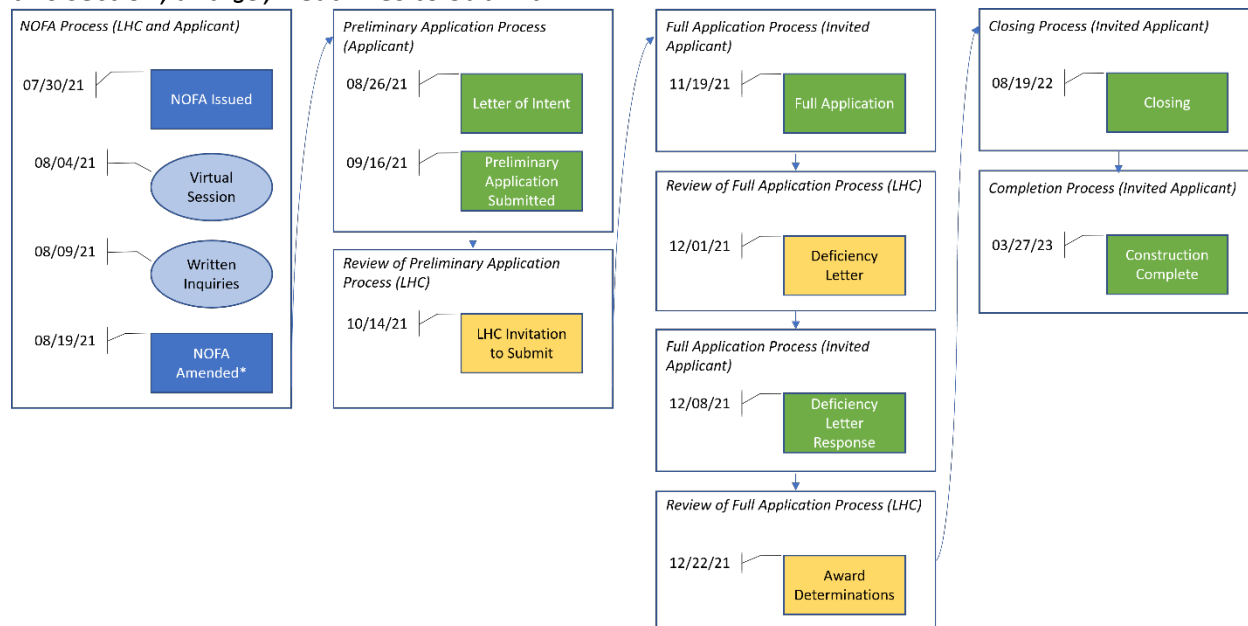 NOFA Process (LHC and Applicant)
07/30/21
NOFA Issued
08/04/21
Virtual
Session
08/09/21
Written
Inquiries
08/19/21
NOFA
Amended*
Preliminary Application Process
(Applicant)
08/26/21
Letter of Intent
09/16/21
Preliminary
Application
Submitted
Review of Preliminary Application
Process (LHC)
10/14/21
LHC Invitation
to Submit
Full Application Process (Invited
Applicant)
11/19/21
Full Application
Review of Full Application Process (LHC)
12/01/21
Deficiency
Letter
Full Application Process (Invited
Applicant)
12/08/21
Deficiency
Letter
Response
Review of Full Application Process (LHC)
12/22/21
Award
Determinations
Closing Process (Invited Applicant)
08/19/22
Closing
Completion Process (Invited Applicant)
03/27/23
Construction
Complete